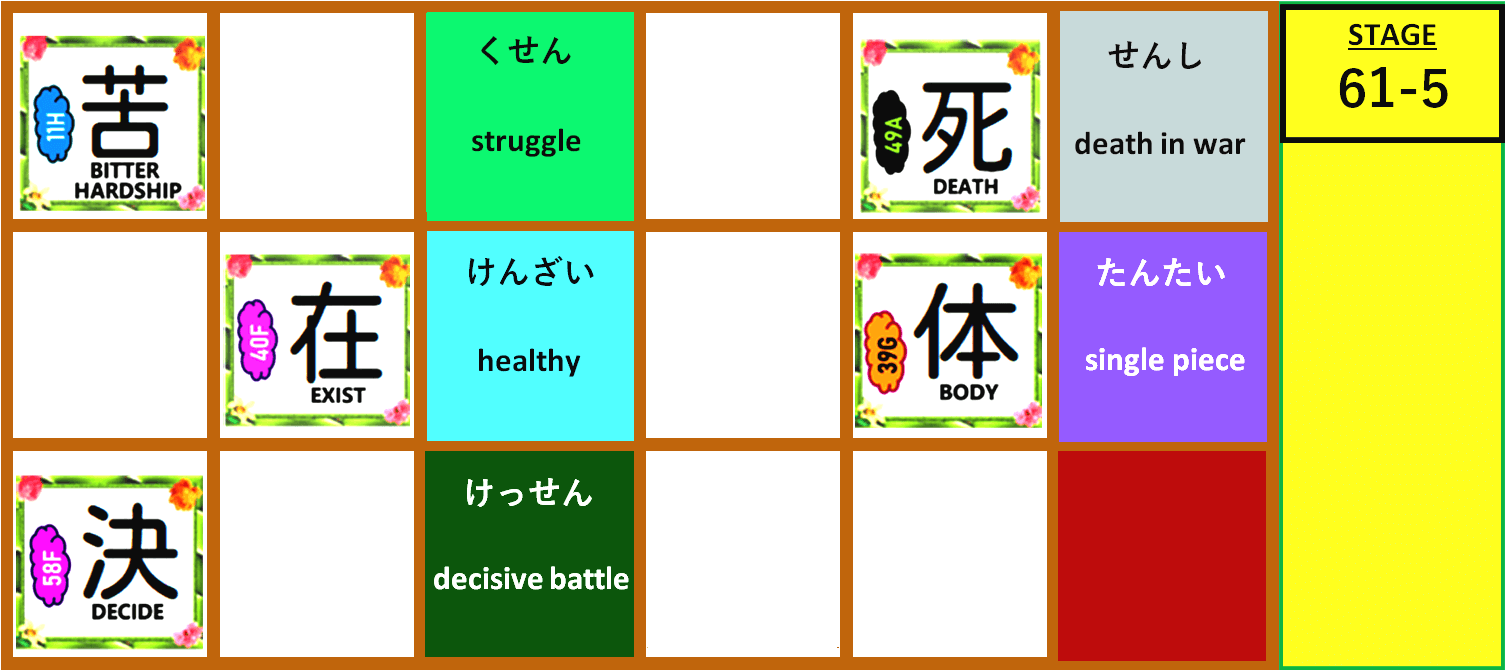 11H
苦
BITTER
HARDSHIP
くせん
struggle
49A
死
DEATH
せんし
death in war
STAGE
61-5
40F
在
EXIST
けんざい
healthy
39G
体
BODY
たんたい
single piece
58F
決
DECIDE
けっせん
decisive battle